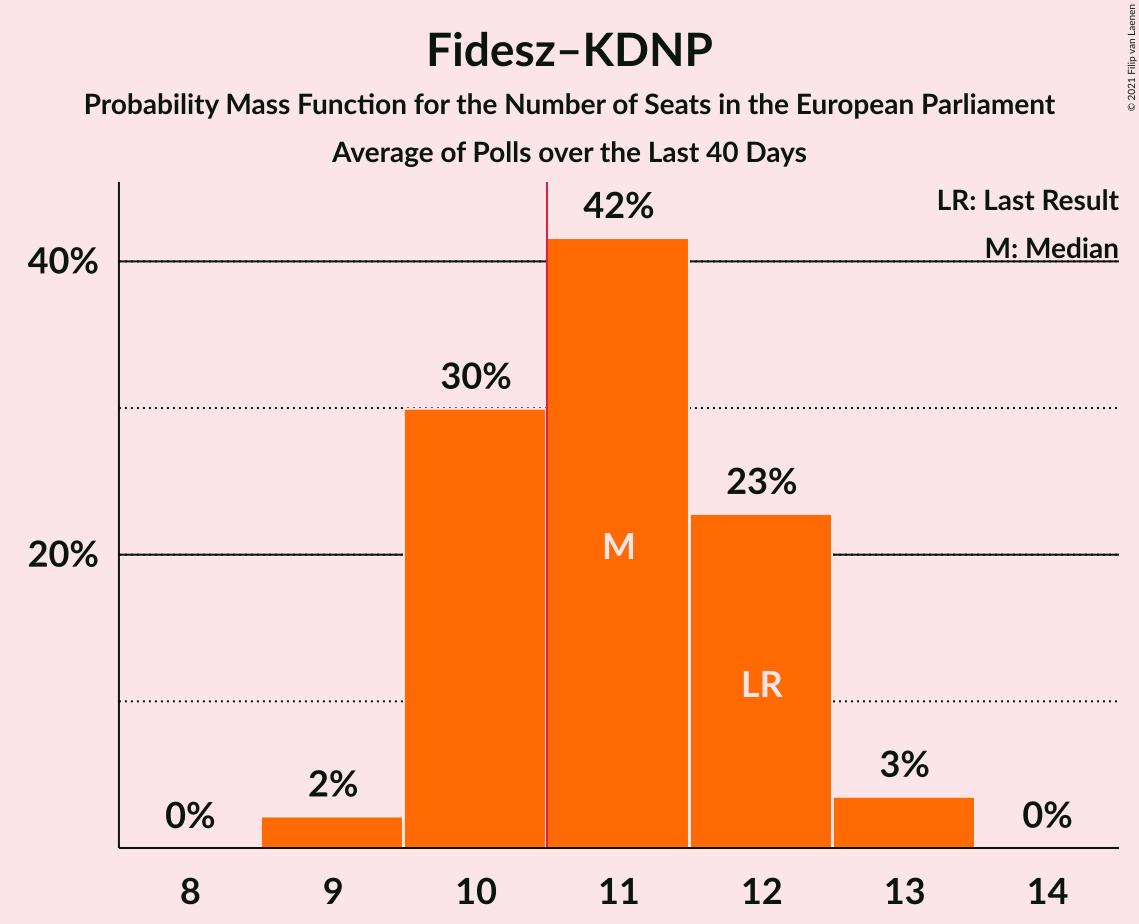 Fidesz–KDNP
Probability Mass Function for the Number of Seats in the European Parliament
Average of Polls over the Last 40 Days
© 2021 Filip van Laenen
LR: Last Result
M: Median
40%
20%
0%
2%
30%
42%
23%
3%
0%
M
LR
8 9 10 11 12 13 14